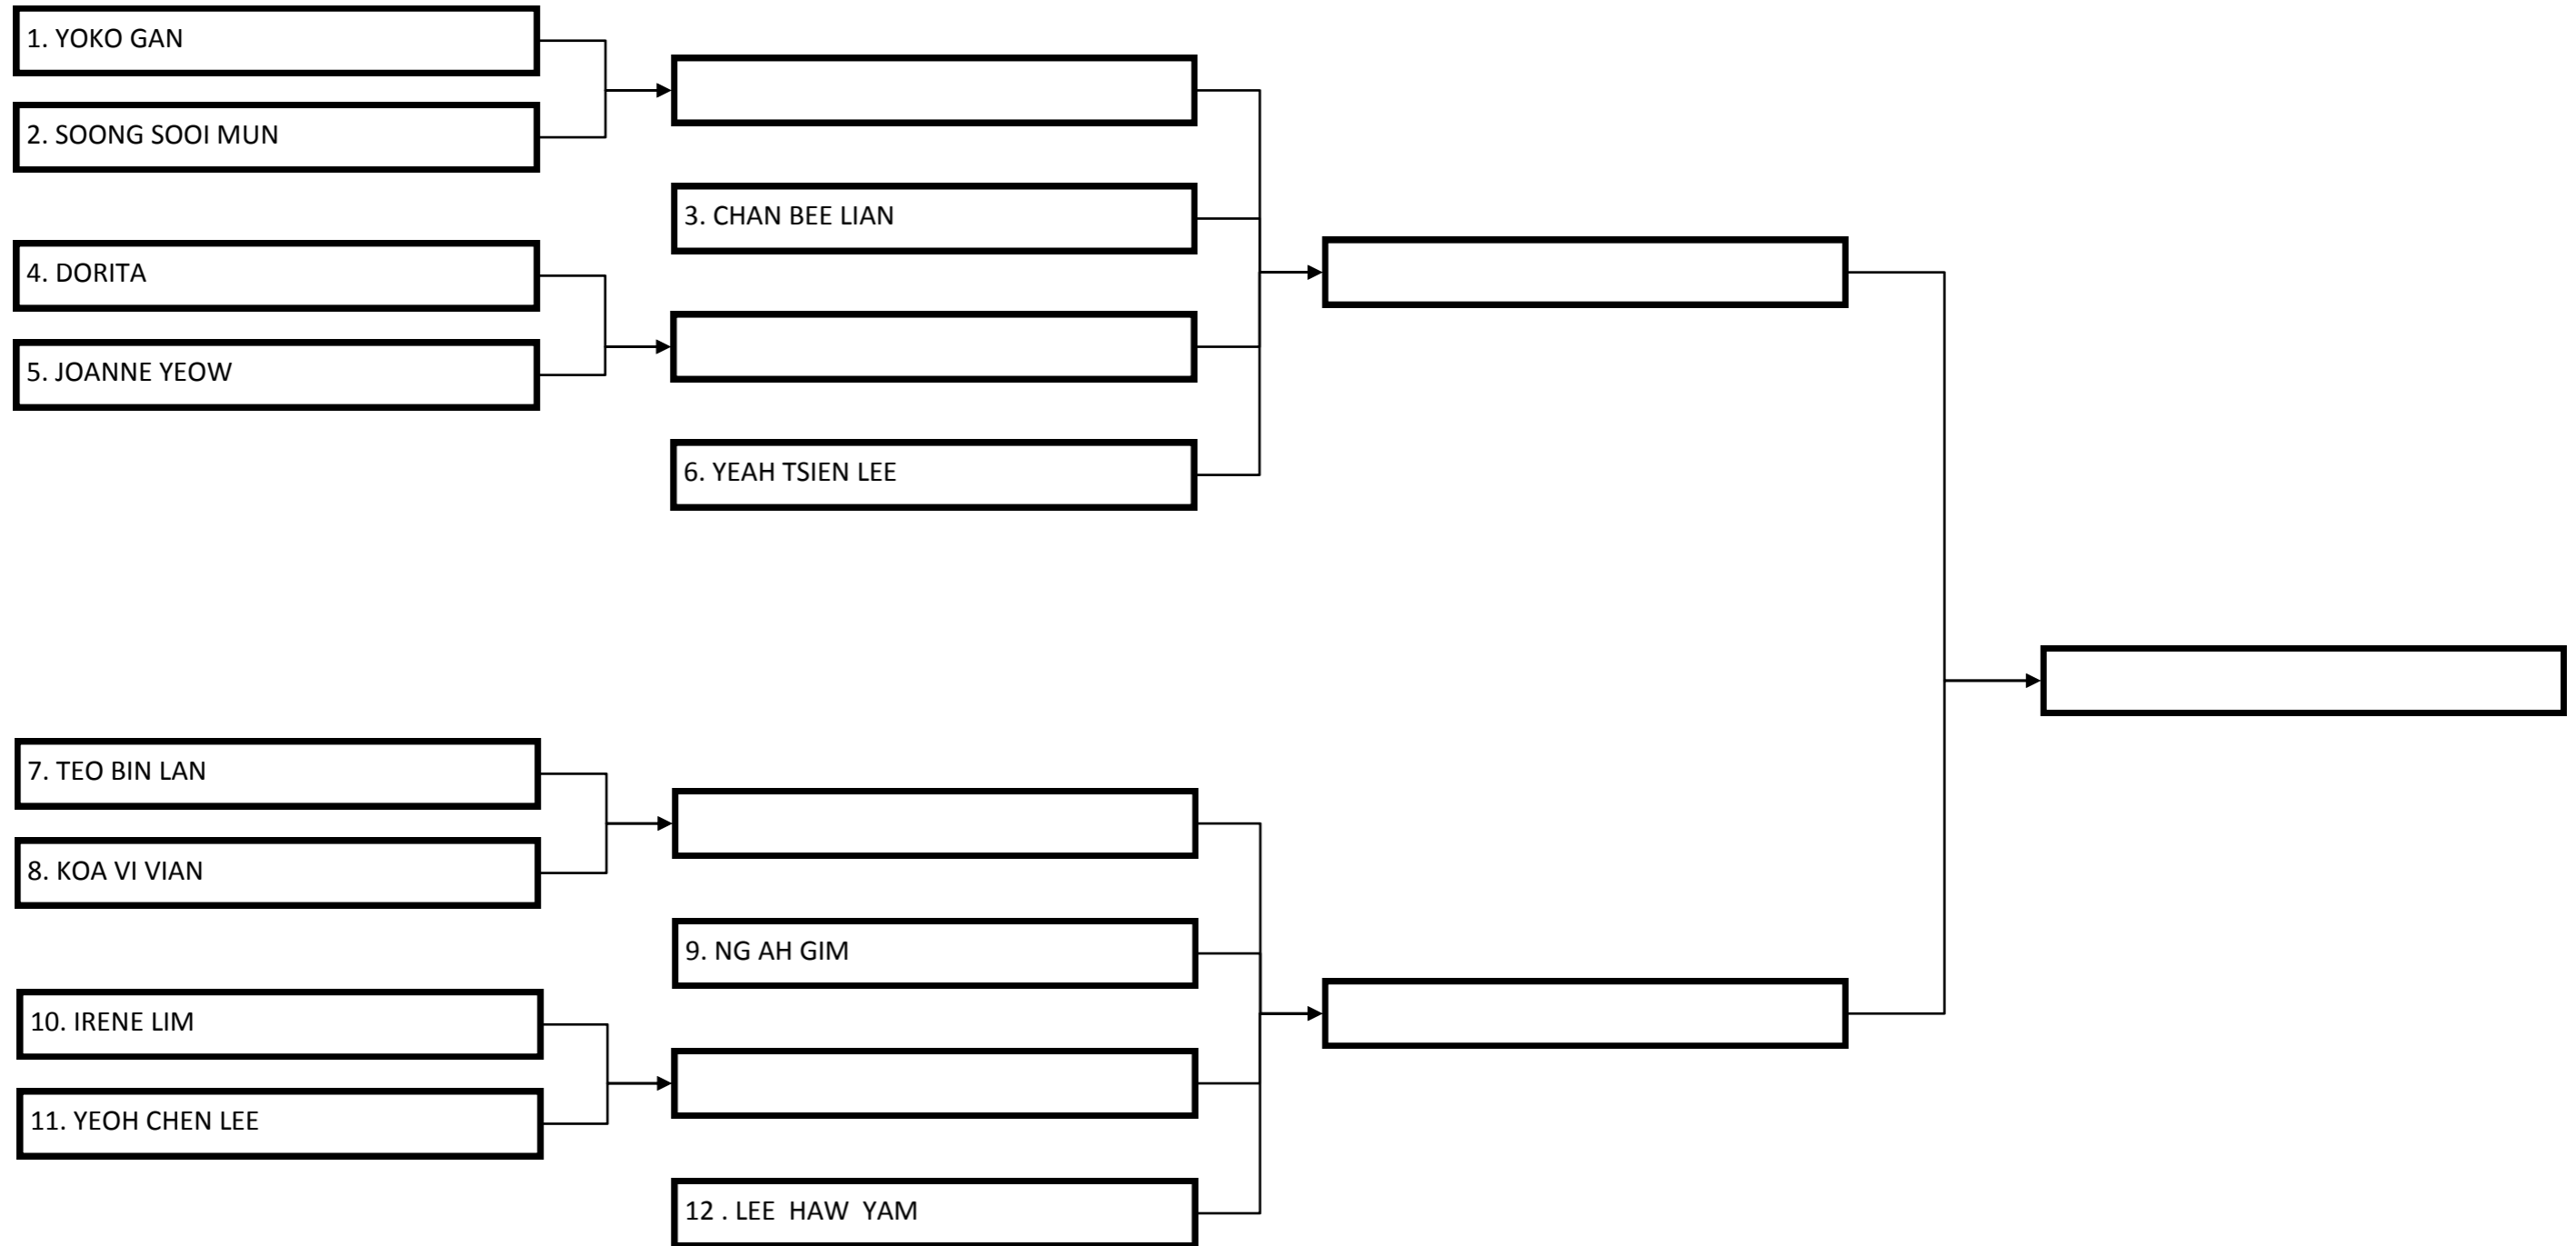 1. YOKO GAN
2. SOONG SOOI MUN
3. CHAN BEE LIAN
4. DORITA
5. JOANNE YEOW
6. YEAH TSIEN LEE
7. TEO BIN LAN
8. KOA VI VIAN
9. NG AH GIM
10. IRENE LIM
11. YEOH CHEN LEE
12 . LEE  HAW  YAM